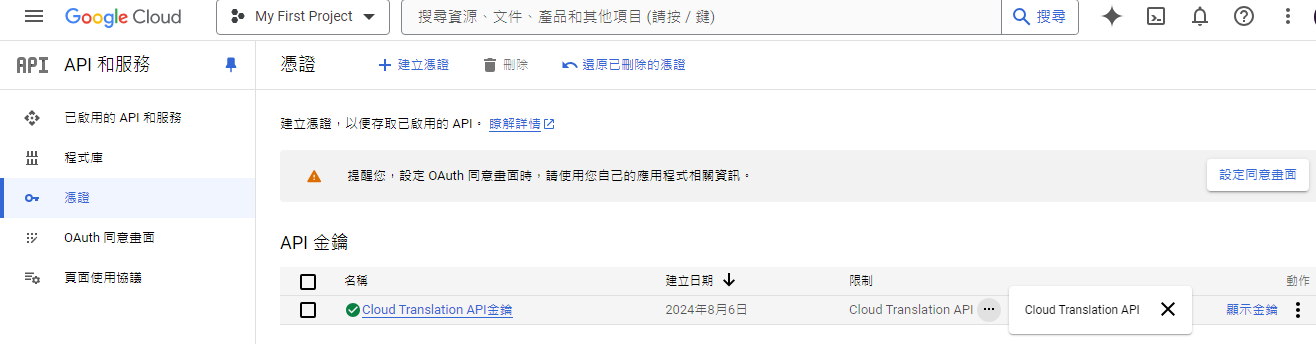 Google Cloud
My First Project
搜尋資源、文件、產品和其他項目 (請按 / 鍵)
搜尋
API API 和服務
憑證
建立憑證
刪除
還原已刪除的憑證
已啟用的 API 和服務
程式庫
憑證
OAuth 同意畫面
頁面使用協議
建立憑證，以便存取已啟用的 API。 瞭解詳情
提醒您，設定 OAuth 同意畫面時，請使用您自己的應用程式相關資訊。
設定同意畫面
API 金鑰
名稱 建立日期 限制 動作
Cloud Translation API金鑰 2024年8月6日 Cloud Translation API Cloud Translation API 顯示金鑰